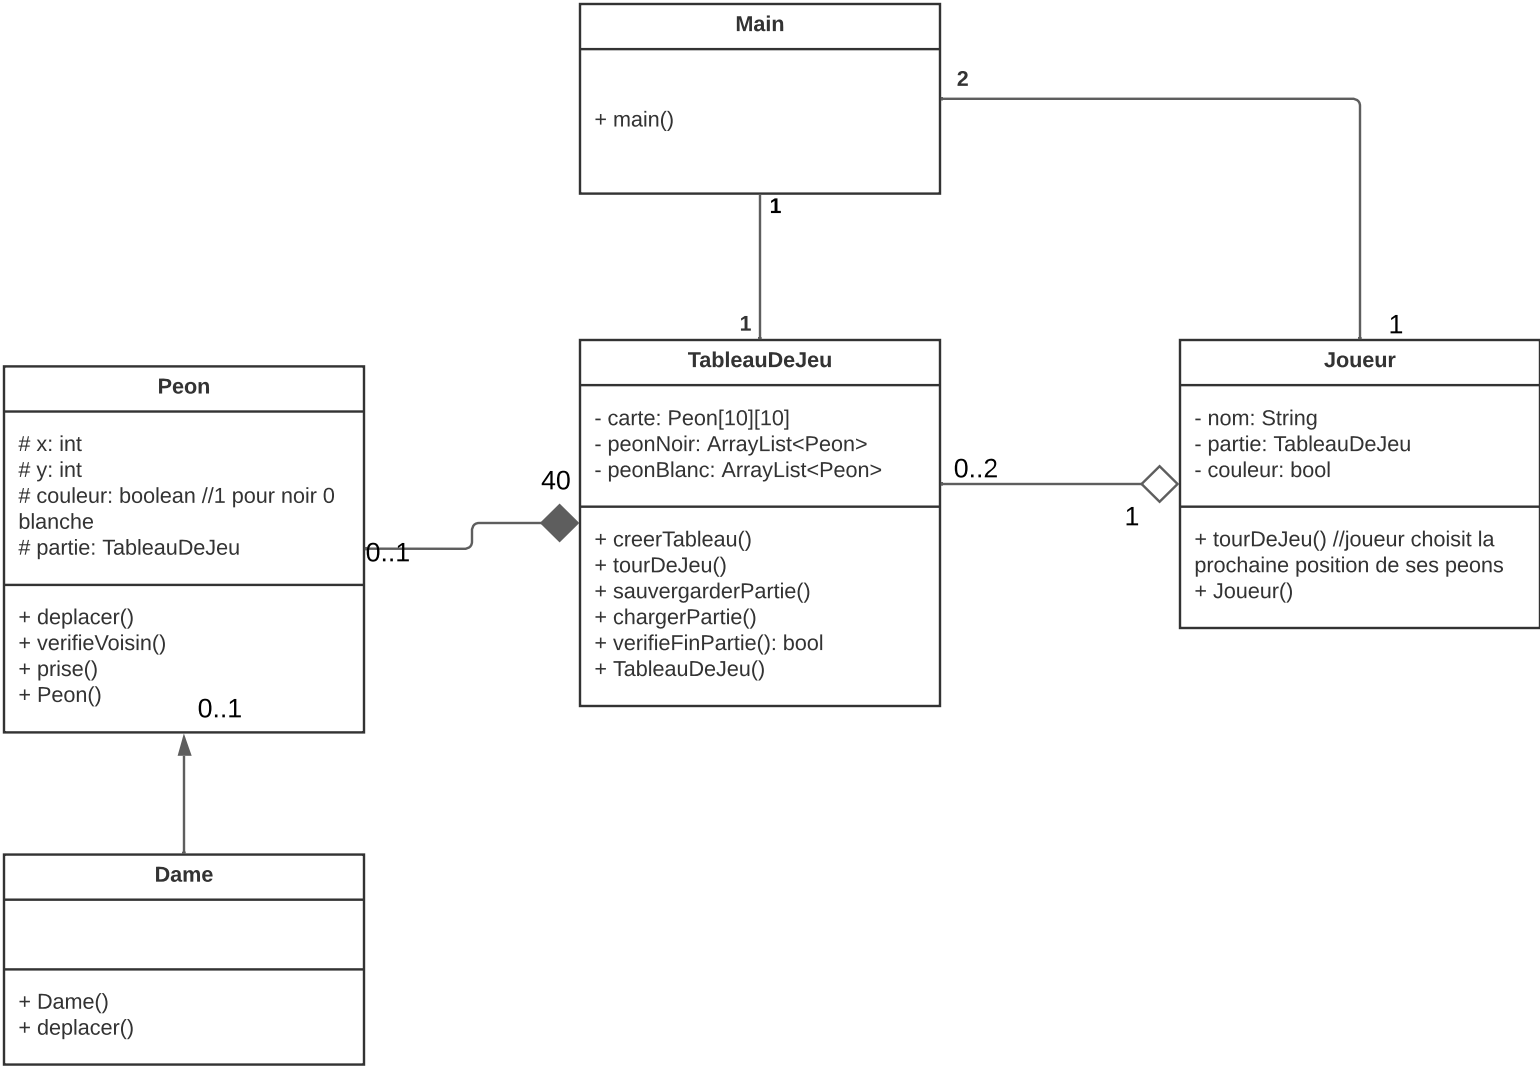 Main
+ main()
2
1
1
1
Peon
# x: int
# y: int
# couleur: boolean //1 pour noir 0
blanche
# partie: TableauDeJeu
+ deplacer()
+ verifieVoisin()
+ prise()
+ Peon()
0..1
0..1
40
TableauDeJeu
- carte: Peon[10][10]
- peonNoir: ArrayList<Peon>
- peonBlanc: ArrayList<Peon>
+ creerTableau()
+ tourDeJeu()
+ sauvergarderPartie()
+ chargerPartie()
+ verifieFinPartie(): bool
+ TableauDeJeu()
0..2
1
Joueur
- nom: String
- partie: TableauDeJeu
- couleur: bool
+ tourDeJeu() //joueur choisit la
prochaine position de ses peons
+ Joueur()
Dame
+ Dame()
+ deplacer()